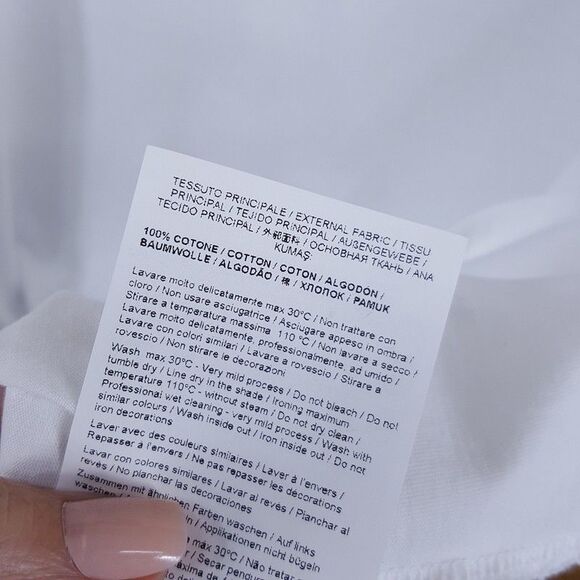 TESSUTO PRINCIPALE / EXTERNAL FABRIC / TISSU
PRINCIPAL / TEJIDO PRINCIPAL / AUßENGEWEBE / 
TECIDO PRINCIPAL / 外部面料 / ОСНОВНАЯ ТКАНЬ / ANA
KUMAŞ
100% COTONE / COTTON / COTON / ALGODÓN /
BAUMWOLLE / ALGODÃO / 棉 / ХЛОПОК / PAMUK
Lavare molto delicatamente max 30°C / Non trattare con
cloro / Non usare asciugatrice / Asciugare appeso in ombra /
Stirare a temperatura massima 110 °C / Non lavare a secco /
Lavare molto delicatamente, professionalmente, ad umido /
Lavare con colori similari / Lavare a rovescio / Stirare a
rovescio / Non stirare le decorazioni
Wash max 30°C - Very mild process / Do not bleach / Do not
tumble dry / Line dry in the shade / Ironing maximum
temperature 110°C - without steam / Do not dry clean /
Professional wet cleaning - very mild process / Wash with
similar colours / Wash inside out / Iron inside out / Do not
iron decorations
Laver avec des couleurs similaires / Laver à l'envers /
Repasser à l'envers / Ne pas repasser les décorations
Lavar con colores similares / Lavar al revés / Planchar al
revés / No planchar las decoraciones
Zusammen mit ähnlichen Farben waschen / Auf links
waschen / Applikationen nicht bügeln
máx 30°C / Não tratar
/ Secar pendura